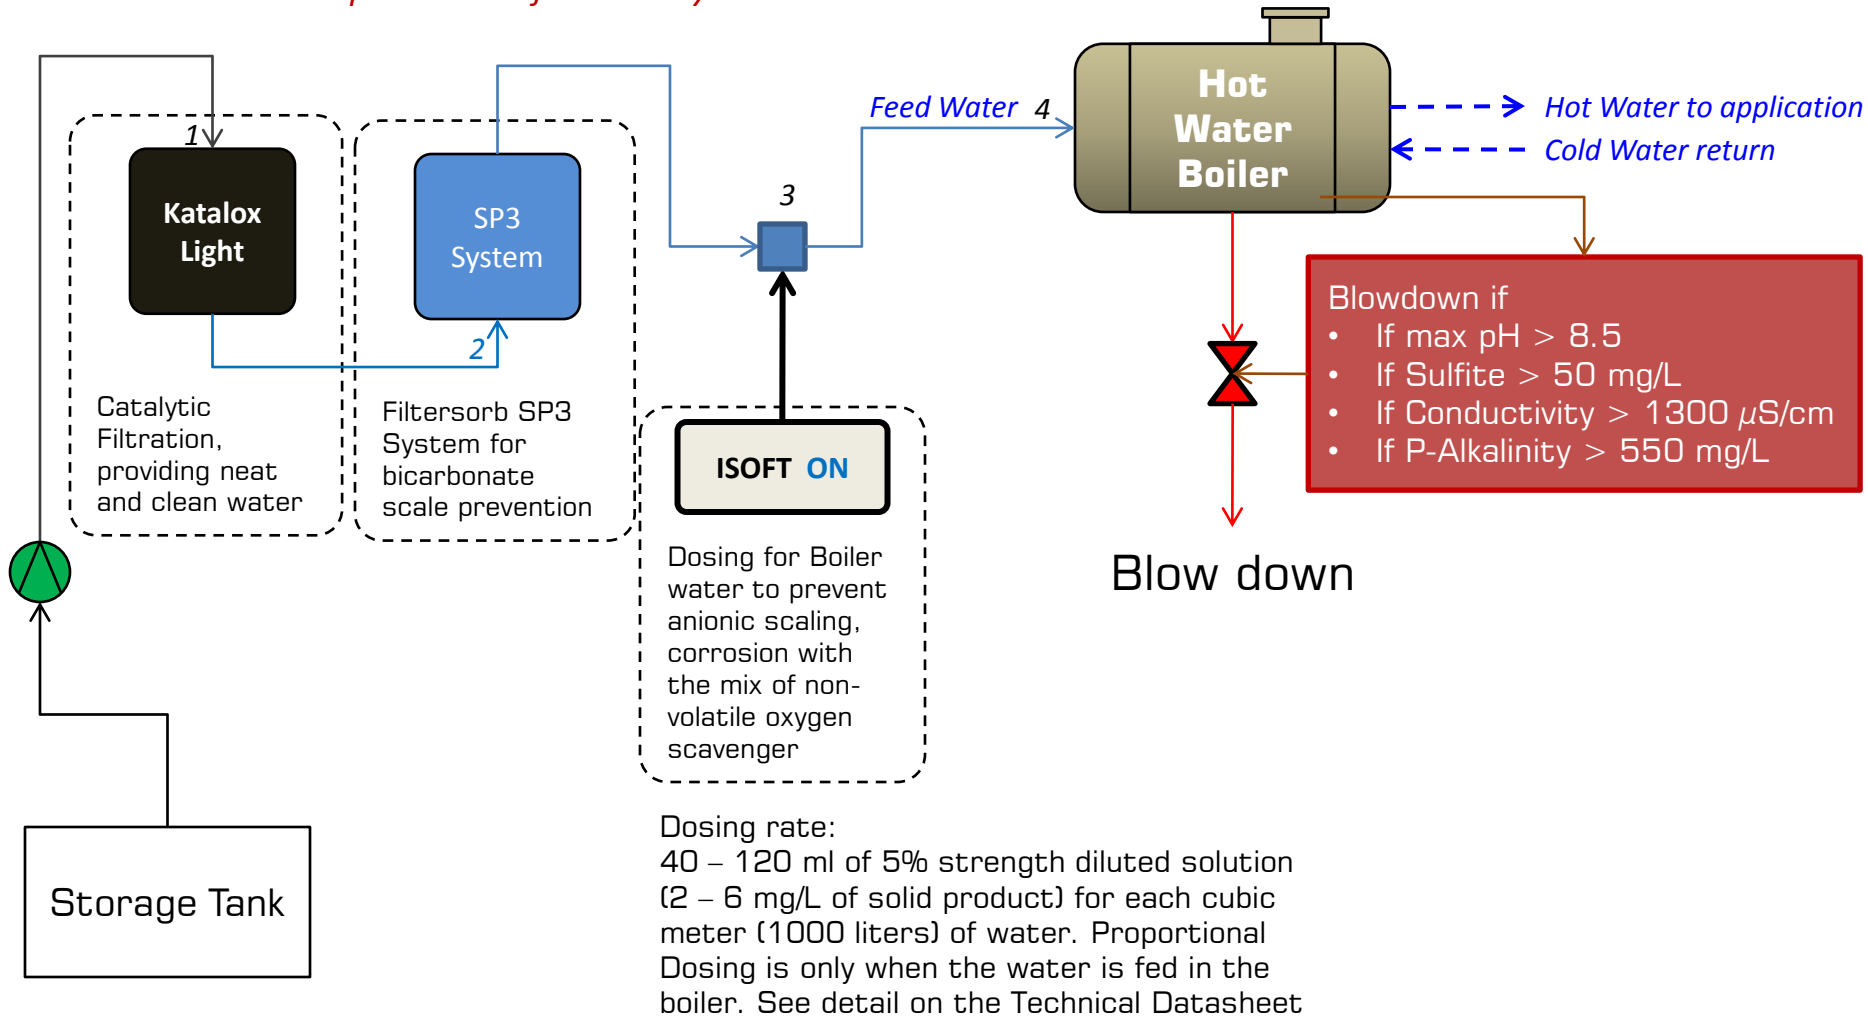 Hot
Water
Boiler
Feed Water 4
Hot Water to application
Cold Water return
1
Katalox
Light
SP3
System
3
2
Catalytic
Filtration,
providing neat
and clean water
Filtersorb SP3
System for
bicarbonate
scale prevention
ISOFT ON
Dosing for Boiler
water to prevent
anionic scaling,
corrosion with
the mix of non-
volatile oxygen
scavenger
Blowdown if
• If max pH > 8.5
• If Sulfite > 50 mg/L
• If Conductivity > 1300 µS/cm
• If P-Alkalinity > 550 mg/L
Blow down
Storage Tank
Dosing rate:
40 – 120 ml of 5% strength diluted solution
(2 – 6 mg/L of solid product) for each cubic
meter (1000 liters) of water. Proportional
Dosing is only when the water is fed in the
boiler. See detail on the Technical Datasheet